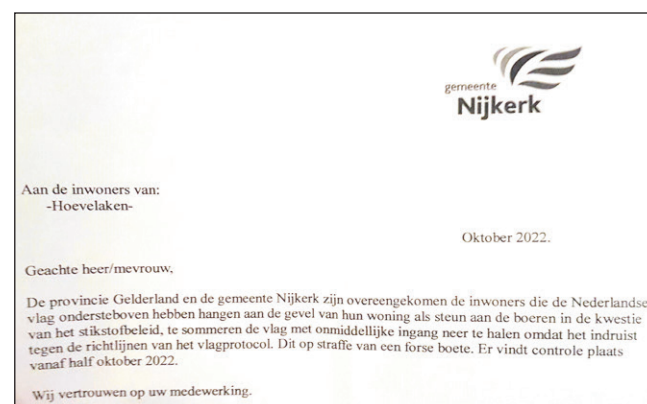 gemeente
Nijkerk
Aan de inwoners van:
-Hoevelaken-
Oktober 2022.
Geachte heer/mevrouw,
De provincie Gelderland en de gemeente Nijkerk zijn overeengekomen de inwoners die de Nederlandse
vlag ondersteboven hebben hangen aan de gevel van hun woning als steun aan de boeren in de kwestie
van het stikstofbeleid, te sommeren de vlag met onmiddellijke ingang neer te halen omdat het indruist
tegen de richtlijnen van het vlagprotocol. Dit op straffe van een forse boete. Er vindt controle plaats
vanaf half oktober 2022.
Wij vertrouwen op uw medewerking.